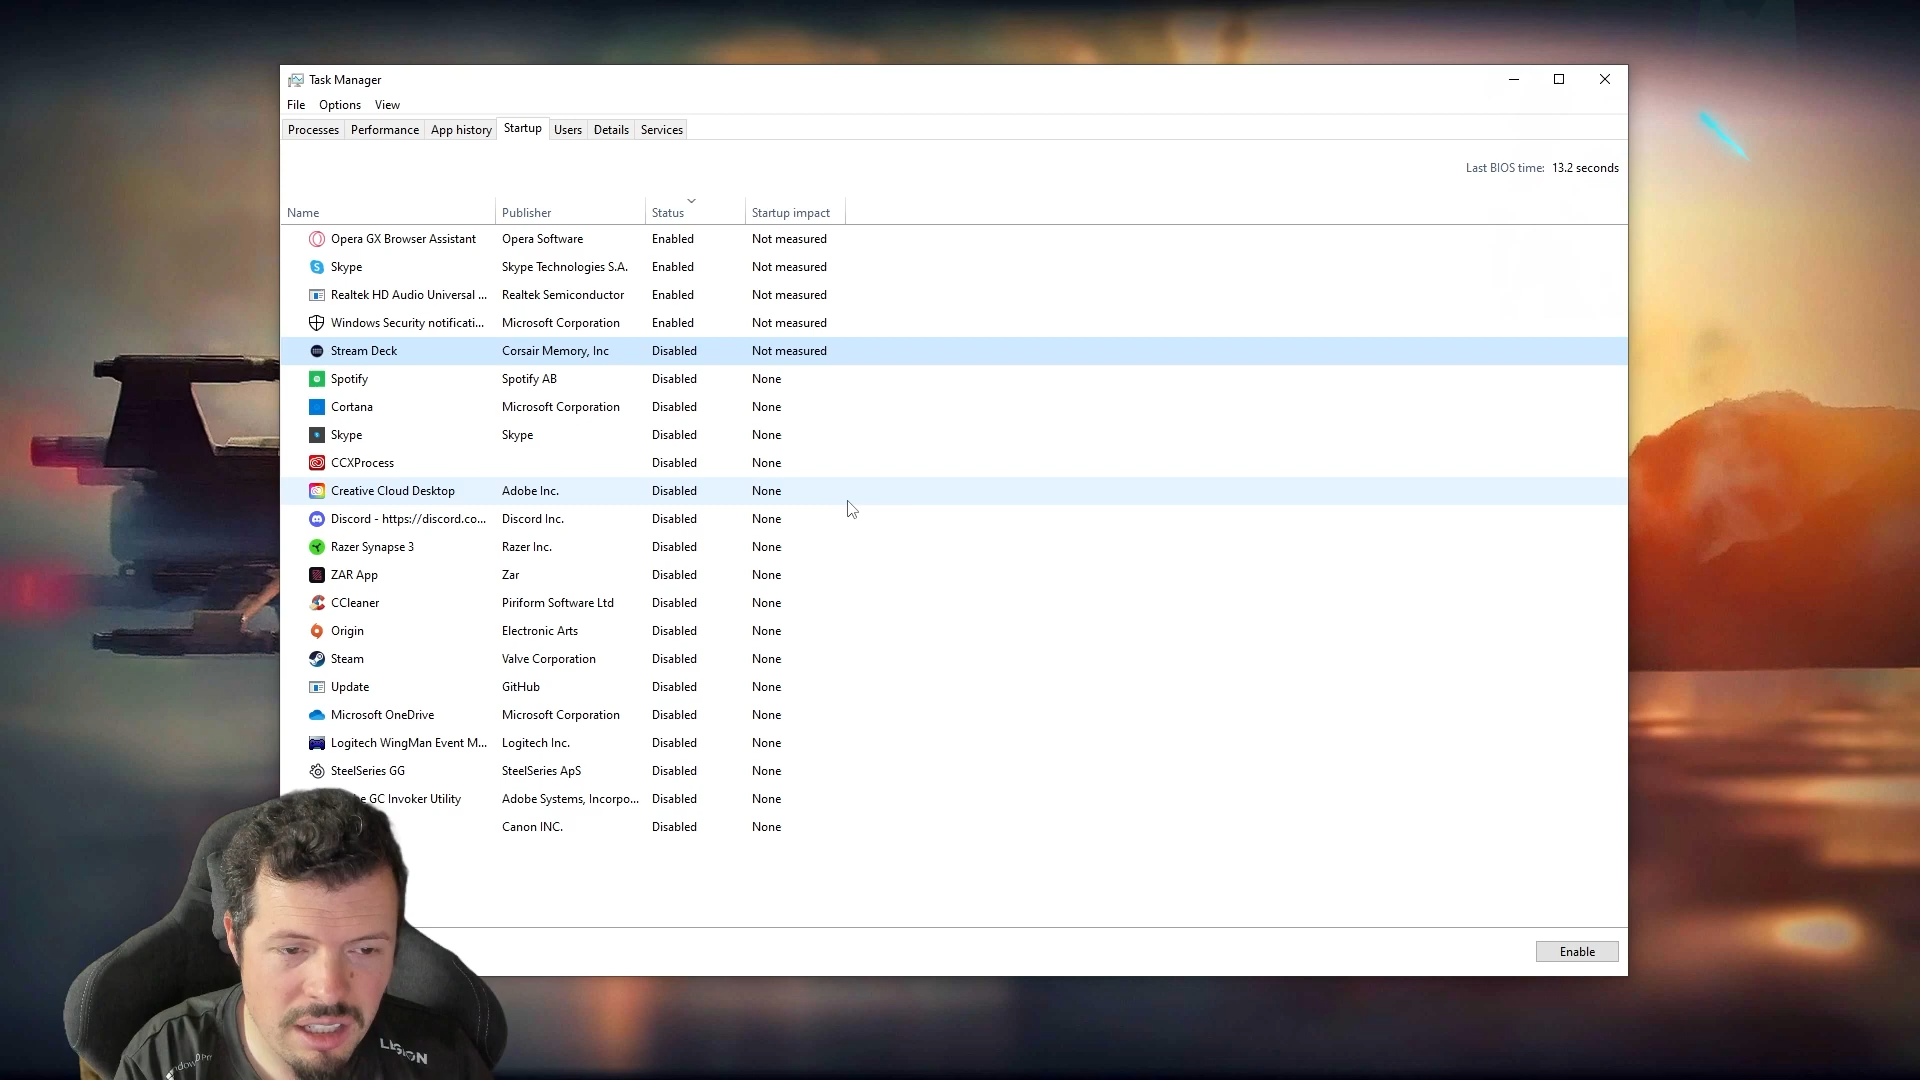 Task Manager
File Options View
Processes Performance App history Startup Users Details Services
Last BIOS time: 13.2 seconds
Name Publisher Status Startup impact
Opera GX Browser Assistant Opera Software Enabled Not measured
Skype Skype Technologies S.A. Enabled Not measured
Realtek HD Audio Universal ... Realtek Semiconductor Enabled Not measured
Windows Security notificati... Microsoft Corporation Enabled Not measured
Stream Deck Corsair Memory, Inc Disabled Not measured
Spotify Spotify AB Disabled None
Cortana Microsoft Corporation Disabled None
Skype Skype Disabled None
CCXProcess Disabled None
Creative Cloud Desktop Adobe Inc. Disabled None
Discord - https://discord.co... Discord Inc. Disabled None
Razer Synapse 3 Razer Inc. Disabled None
ZAR App Zar Disabled None
CCleaner Piriform Software Ltd Disabled None
Origin Electronic Arts Disabled None
Steam Valve Corporation Disabled None
Update GitHub Disabled None
Microsoft OneDrive Microsoft Corporation Disabled None
Logitech WingMan Event M... Logitech Inc. Disabled None
SteelSeries GG SteelSeries ApS Disabled None
GC Invoker Utility Adobe Systems, Incorpo... Disabled None
Canon INC. Disabled None
Enable
LEGION